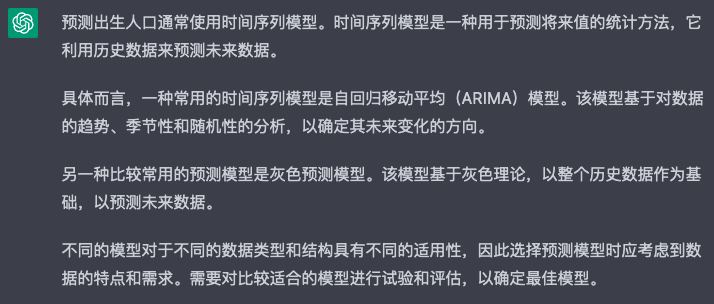 预测出生人口通常使用时间序列模型。时间序列模型是一种用于预测将来值的统计方法，它
利用历史数据来预测未来数据。
具体而言，一种常用的时间序列模型是自回归移动平均（ARIMA）模型。该模型基于对数据
的趋势、季节性和随机性的分析，以确定其未来变化的方向。
另一种比较常用的预测模型是灰色预测模型。该模型基于灰色理论，以整个历史数据作为基
础，以预测未来数据。
不同的模型对于不同的数据类型和结构具有不同的适用性，因此选择预测模型时应考虑到数
据的特点和需求。需要对比较适合的模型进行试验和评估，以确定最佳模型。